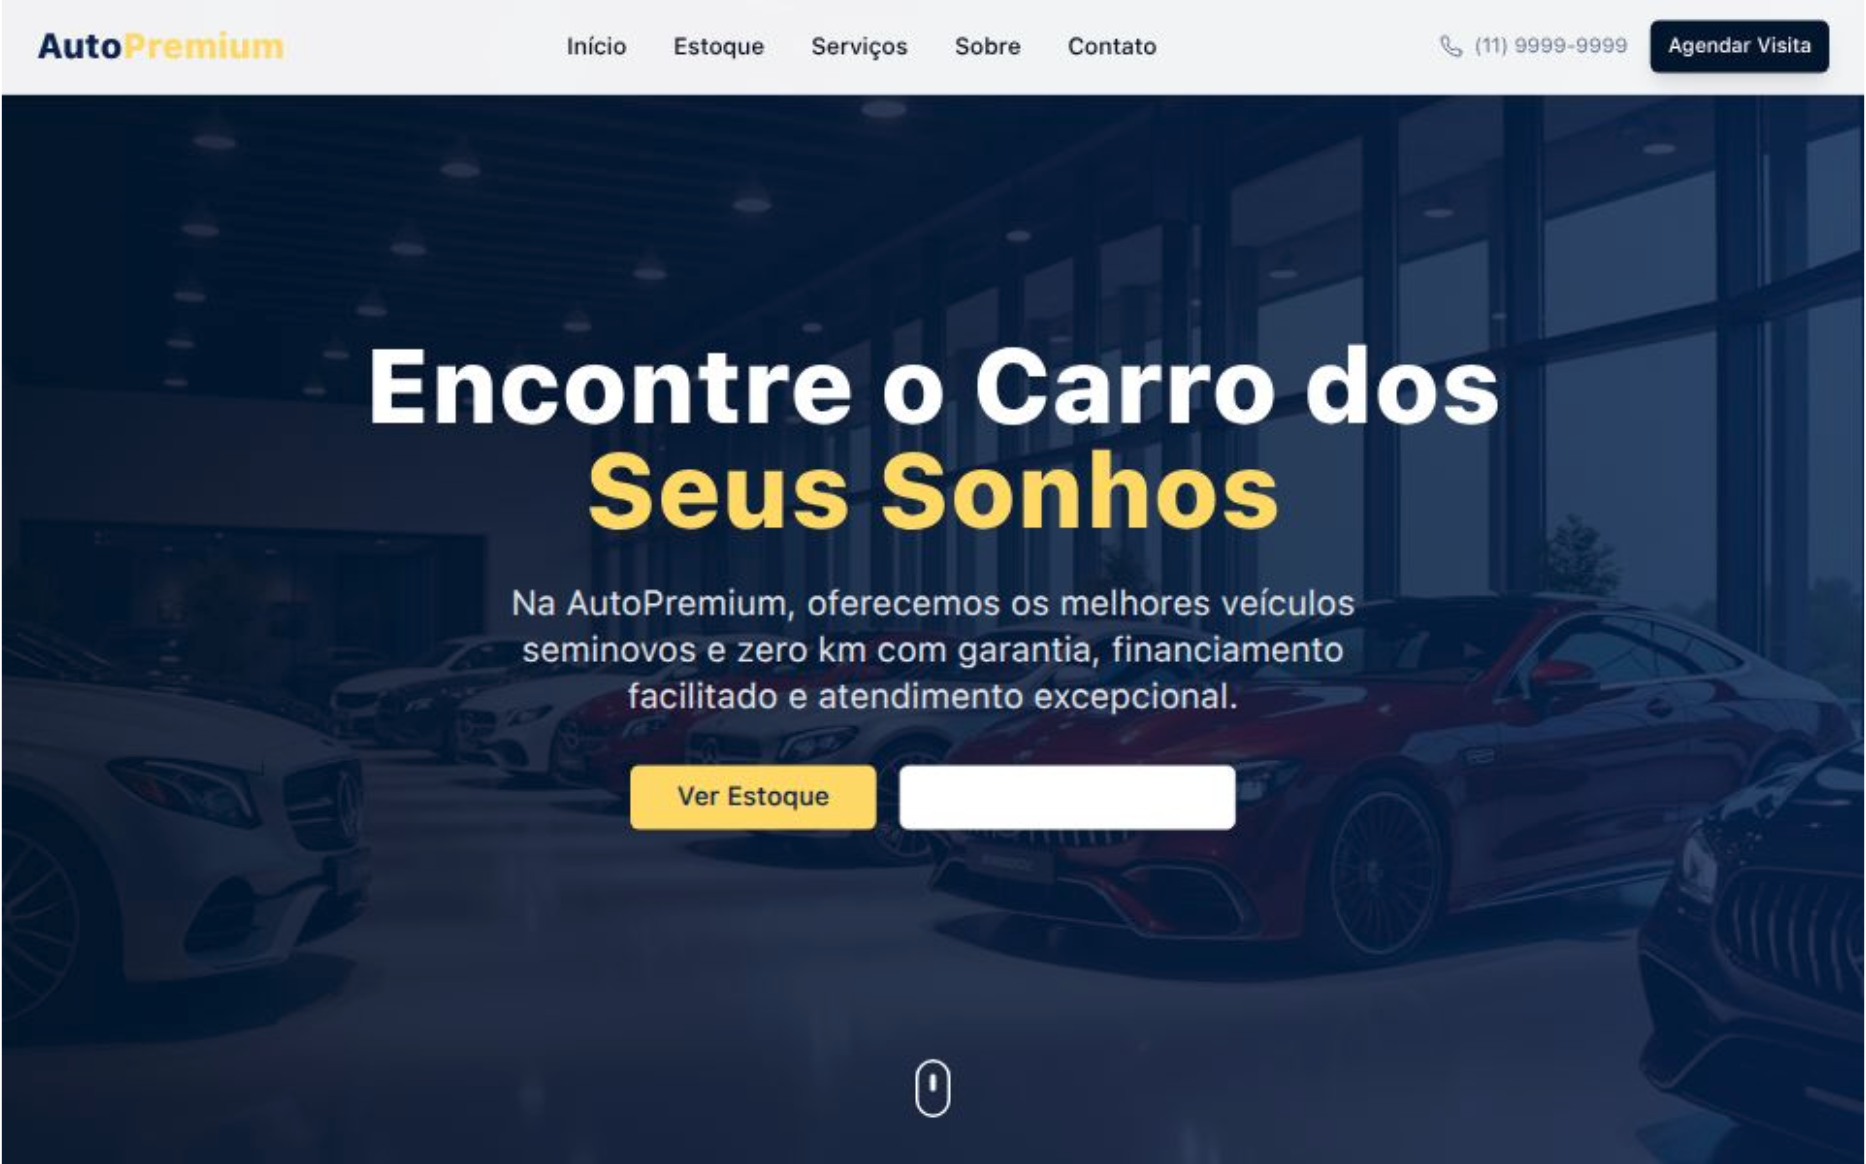 AutoPremium
Início
Estoque
Serviços
Sobre
Contato
(11) 9999-9999
Agendar Visita
Encontre o Carro dos
Seus Sonhos
Na AutoPremium, oferecemos os melhores veículos
seminovos e zero km com garantia, financiamento
facilitado e atendimento excepcional.
Ver Estoque